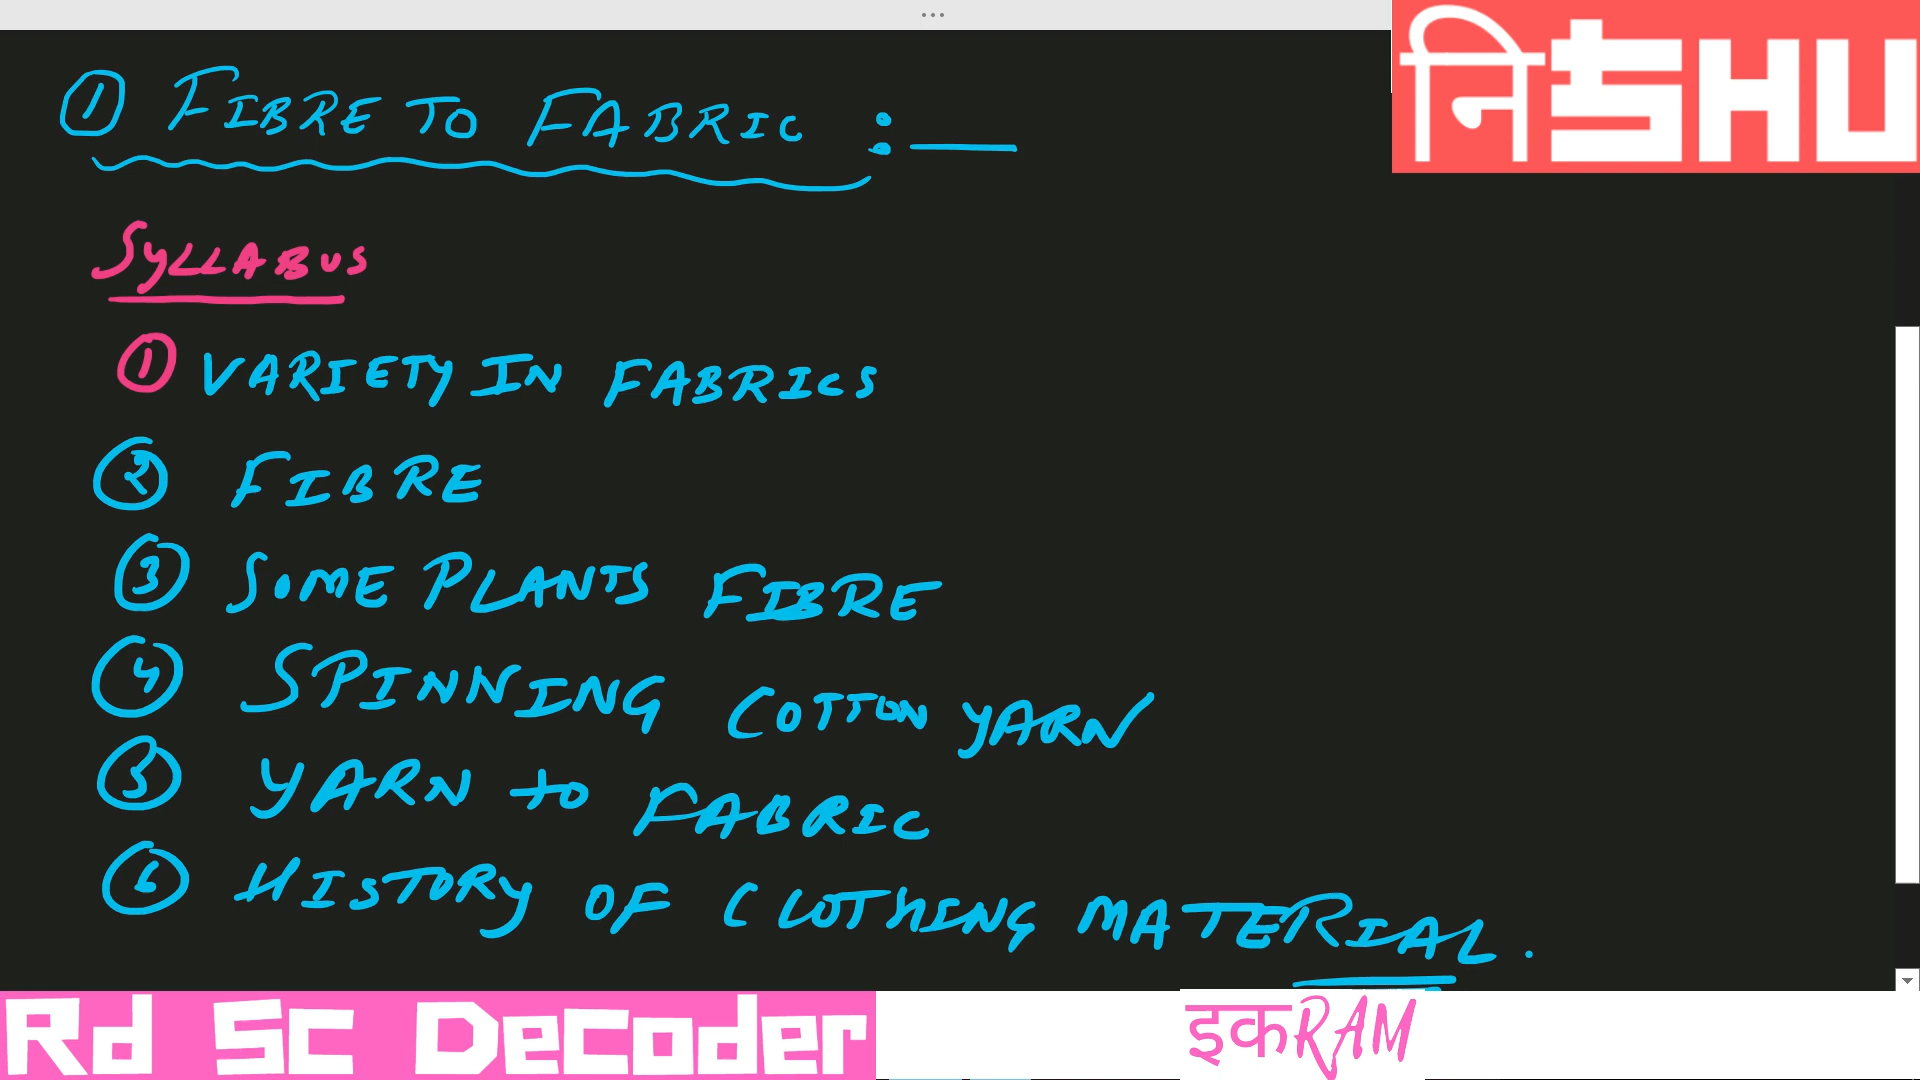 ① FIBRE TO FABRIC :—
निSHU
SYLLABUS
① VARIETY IN FABRICS
② FIBRE
③ SOME PLANTS FIBRE
④ SPINNING COTTON YARN
⑤ YARN to FABRIC
⑥ HISTORY OF CLOTHING MATERIAL.
Rd Sc Decoder
इकRAM